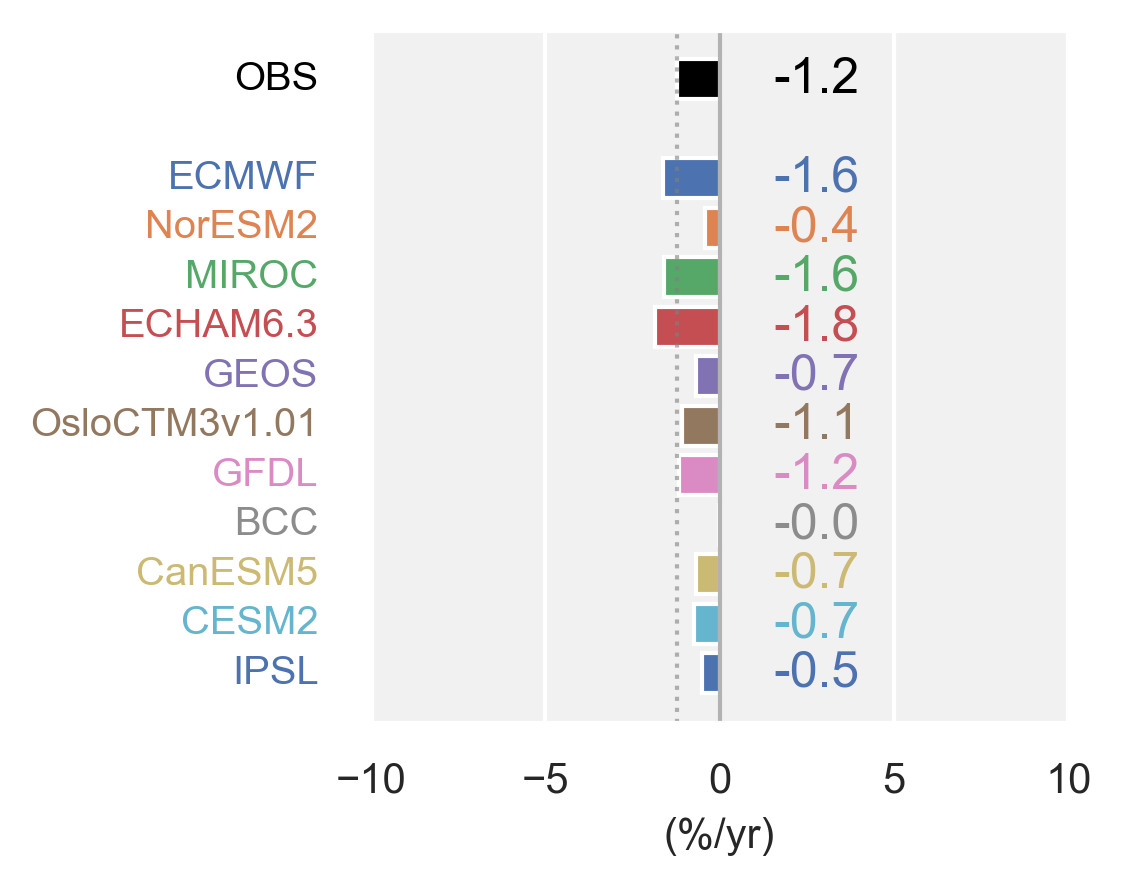 OBS -1.2
ECMWF -1.6
NorESM2 -0.4
MIROC -1.6
ECHAM6.3 -1.8
GEOS -0.7
OsloCTM3v1.01 -1.1
GFDL -1.2
BCC -0.0
CanESM5 -0.7
CESM2 -0.7
IPSL -0.5
−10 −5 0 5 10
(%/yr)